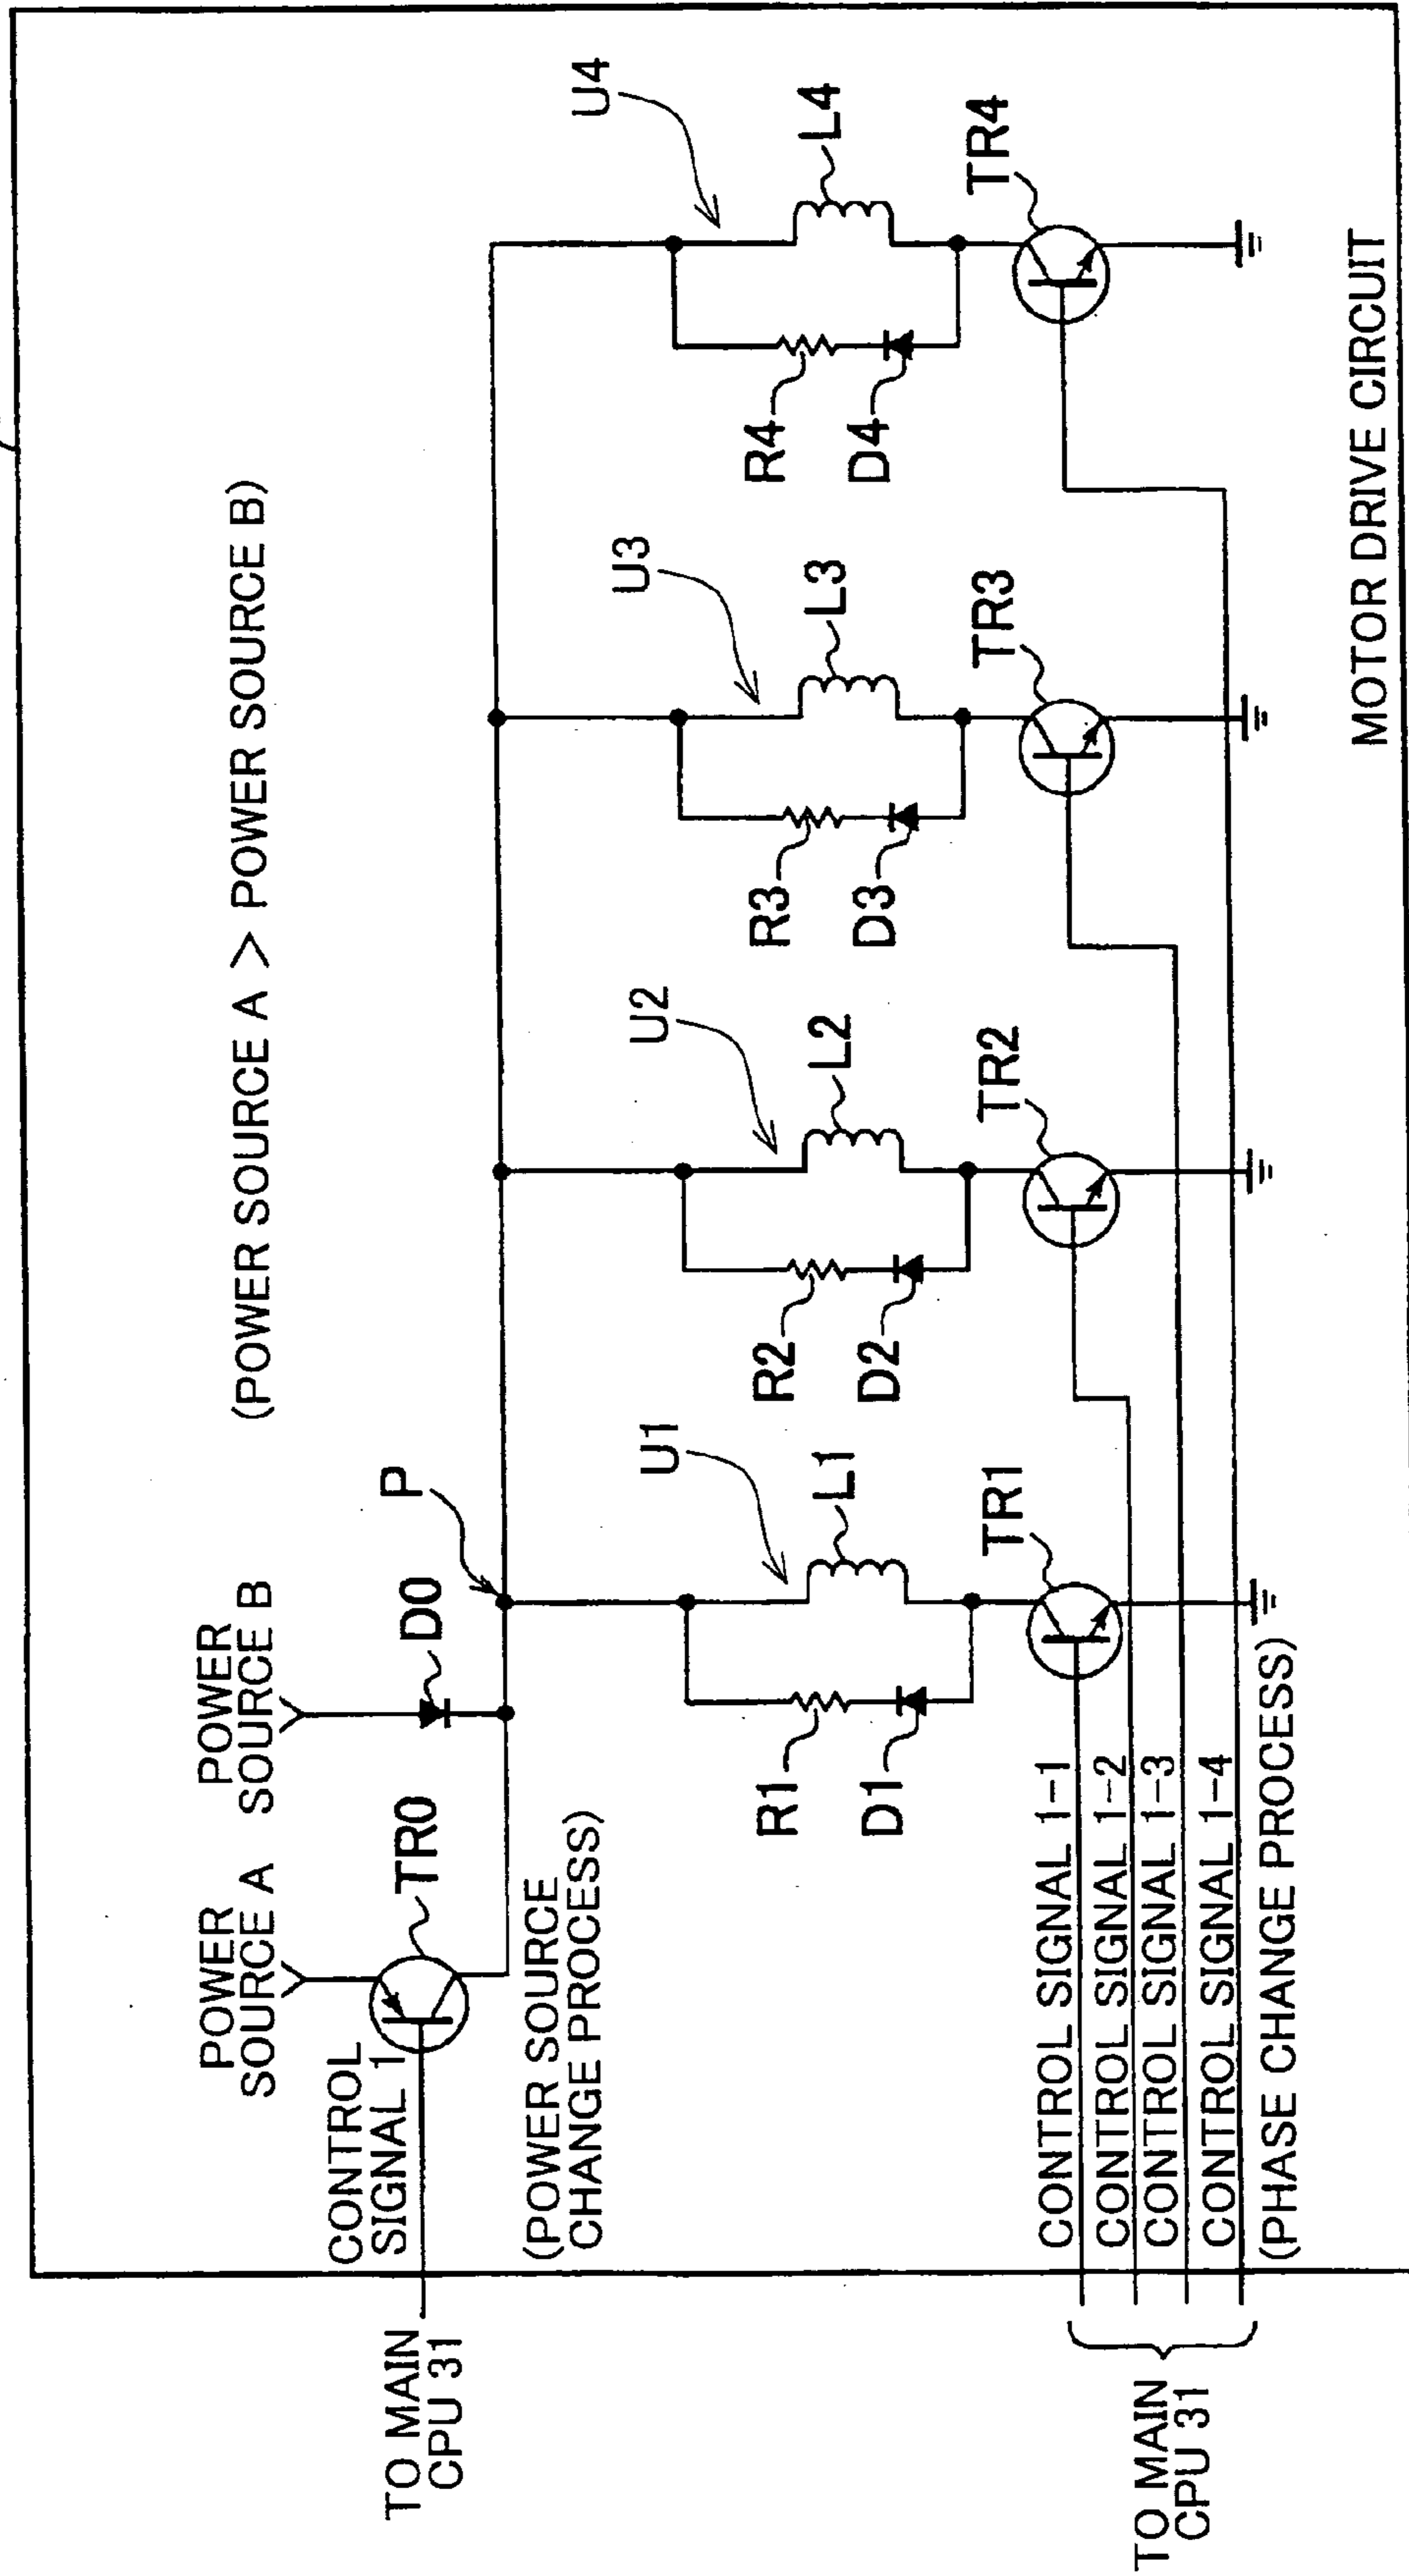 (POWER SOURCE A > POWER SOURCE B)
POWER
SOURCE A
POWER
SOURCE B
CONTROL
SIGNAL 1
TR0
D0
P
TO MAIN
CPU 31
(POWER SOURCE
CHANGE PROCESS)
U1
U2
U3
U4
L1
L2
L3
L4
R1
R2
R3
R4
D1
D2
D3
D4
TR1
TR2
TR3
TR4
CONTROL SIGNAL 1-1
CONTROL SIGNAL 1-2
CONTROL SIGNAL 1-3
CONTROL SIGNAL 1-4
(PHASE CHANGE PROCESS)
TO MAIN
CPU 31
MOTOR DRIVE CIRCUIT